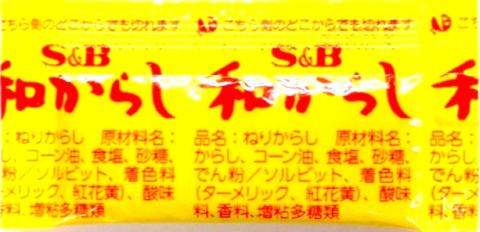 こちら側のどこからでも切れます
こちら側のどこからでも切れます
こちら
S&B
S&B
和からし
和からし
和
:ねりからし 原材料名:
し、コーン油、食塩、砂糖、
粉/ソルビット、着色料
ーメリック、紅花黄)、酸味
香料、増粘多糖類
品名:ねりからし 原材料名:
からし、コーン油、食塩、砂糖、
でん粉/ソルビット、着色料
(ターメリック、紅花黄)、酸味
料、香料、増粘多糖類
品名:
からし
でん粉
(ター
料、香